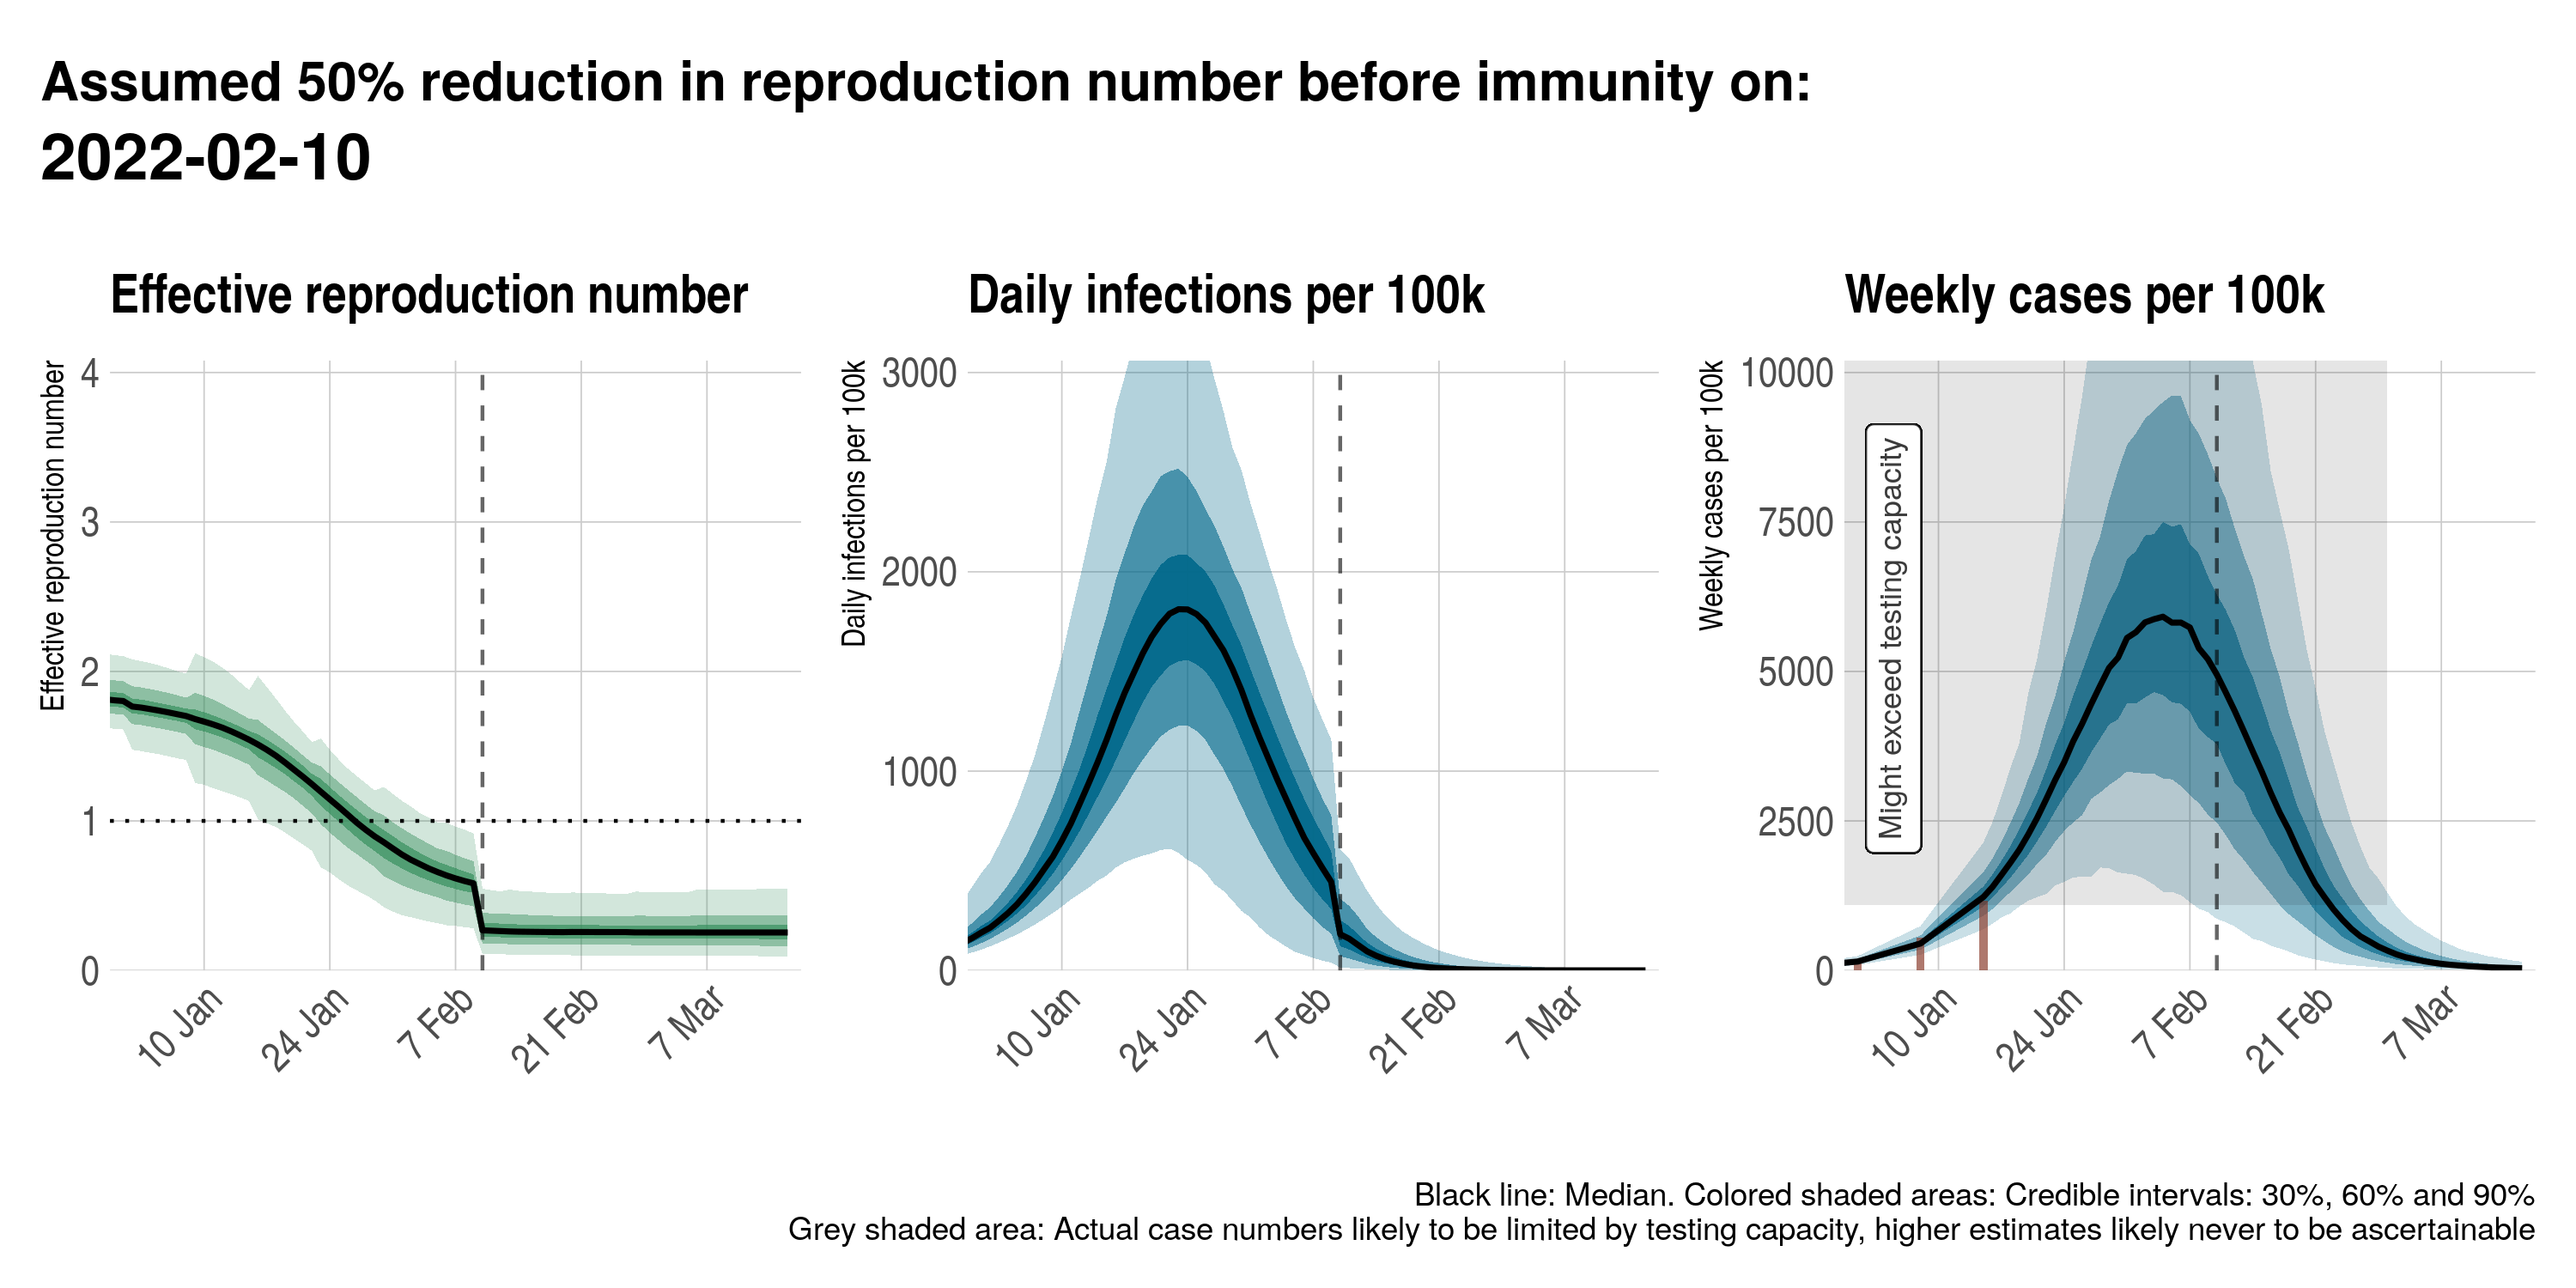 Assumed 50% reduction in reproduction number before immunity on:
2022-02-10
Effective reproduction number
Effective reproduction number
4
3
2
1
0
10 Jan
24 Jan
7 Feb
21 Feb
7 Mar
Daily infections per 100k
Daily infections per 100k
3000
2000
1000
0
10 Jan
24 Jan
7 Feb
21 Feb
7 Mar
Weekly cases per 100k
Weekly cases per 100k
10000
7500
5000
2500
0
Might exceed testing capacity
10 Jan
24 Jan
7 Feb
21 Feb
7 Mar
Black line: Median. Colored shaded areas: Credible intervals: 30%, 60% and 90%
Grey shaded area: Actual case numbers likely to be limited by testing capacity, higher estimates likely never to be ascertainable